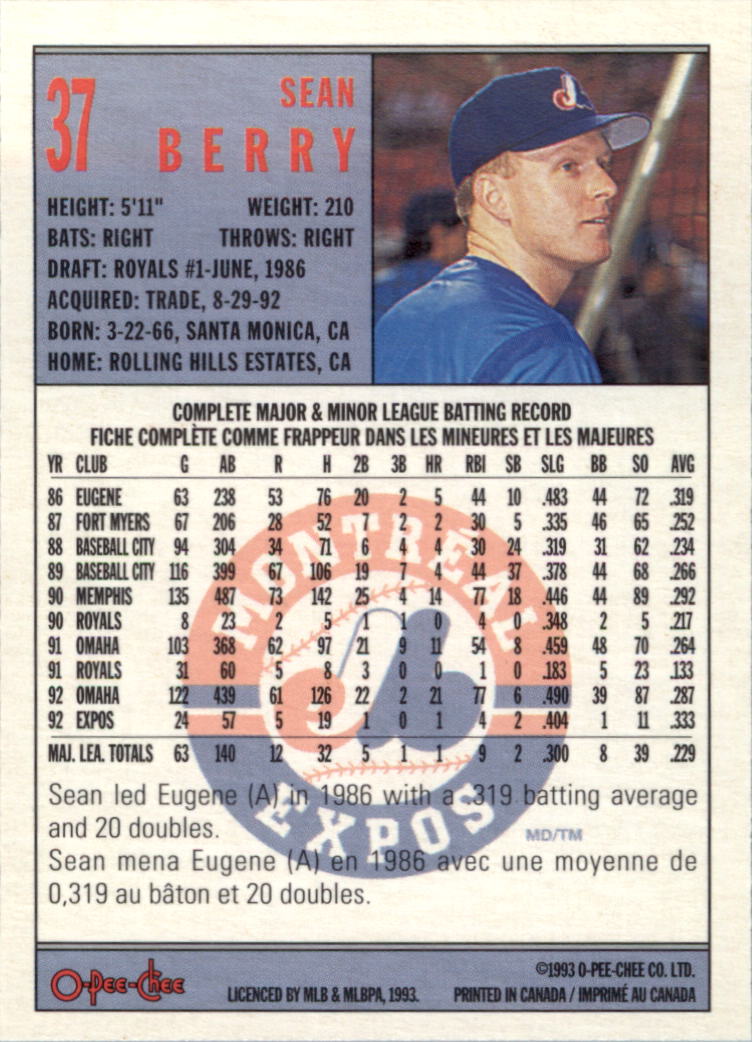 37
SEAN
BERRY
HEIGHT: 5'11" WEIGHT: 210
BATS: RIGHT THROWS: RIGHT
DRAFT: ROYALS #1-JUNE, 1986
ACQUIRED: TRADE, 8-29-92
BORN: 3-22-66, SANTA MONICA, CA
HOME: ROLLING HILLS ESTATES, CA
COMPLETE MAJOR & MINOR LEAGUE BATTING RECORD
FICHE COMPLÈTE COMME FRAPPEUR DANS LES MINEURES ET LES MAJEURES
YR CLUB G AB R H 2B 3B HR RBI SB SLG BB SO AVG
86 EUGENE 63 238 53 76 20 2 5 44 10 .483 44 72 .319
87 FORT MYERS 67 206 28 52 7 2 2 30 5 .335 46 65 .252
88 BASEBALL CITY 94 304 34 71 6 4 4 30 24 .319 31 62 .234
89 BASEBALL CITY 116 399 67 106 19 7 4 44 37 .378 44 68 .266
90 MEMPHIS 135 487 73 142 25 4 14 77 18 .446 44 89 .292
90 ROYALS 8 23 2 5 1 1 0 4 0 .348 2 5 .217
91 OMAHA 103 368 62 97 21 9 11 54 8 .459 48 70 .264
91 ROYALS 31 60 5 8 3 0 0 1 0 .183 5 23 .133
92 OMAHA 122 439 61 126 22 2 21 77 6 .490 39 87 .287
92 EXPOS 24 57 5 19 1 0 1 4 2 .404 1 11 .333
MAJ. LEA. TOTALS 63 140 12 32 5 1 1 9 2 .300 8 39 .229
MONTRÉAL
EXPOS
MD/TM
Sean led Eugene (A) in 1986 with a .319 batting average
and 20 doubles.
Sean mena Eugene (A) en 1986 avec une moyenne de
0,319 au bâton et 20 doubles.
O-Pee-Chee
©1993 O-PEE-CHEE CO. LTD.
LICENCED BY MLB & MLBPA, 1993. PRINTED IN CANADA / IMPRIMÉ AU CANADA